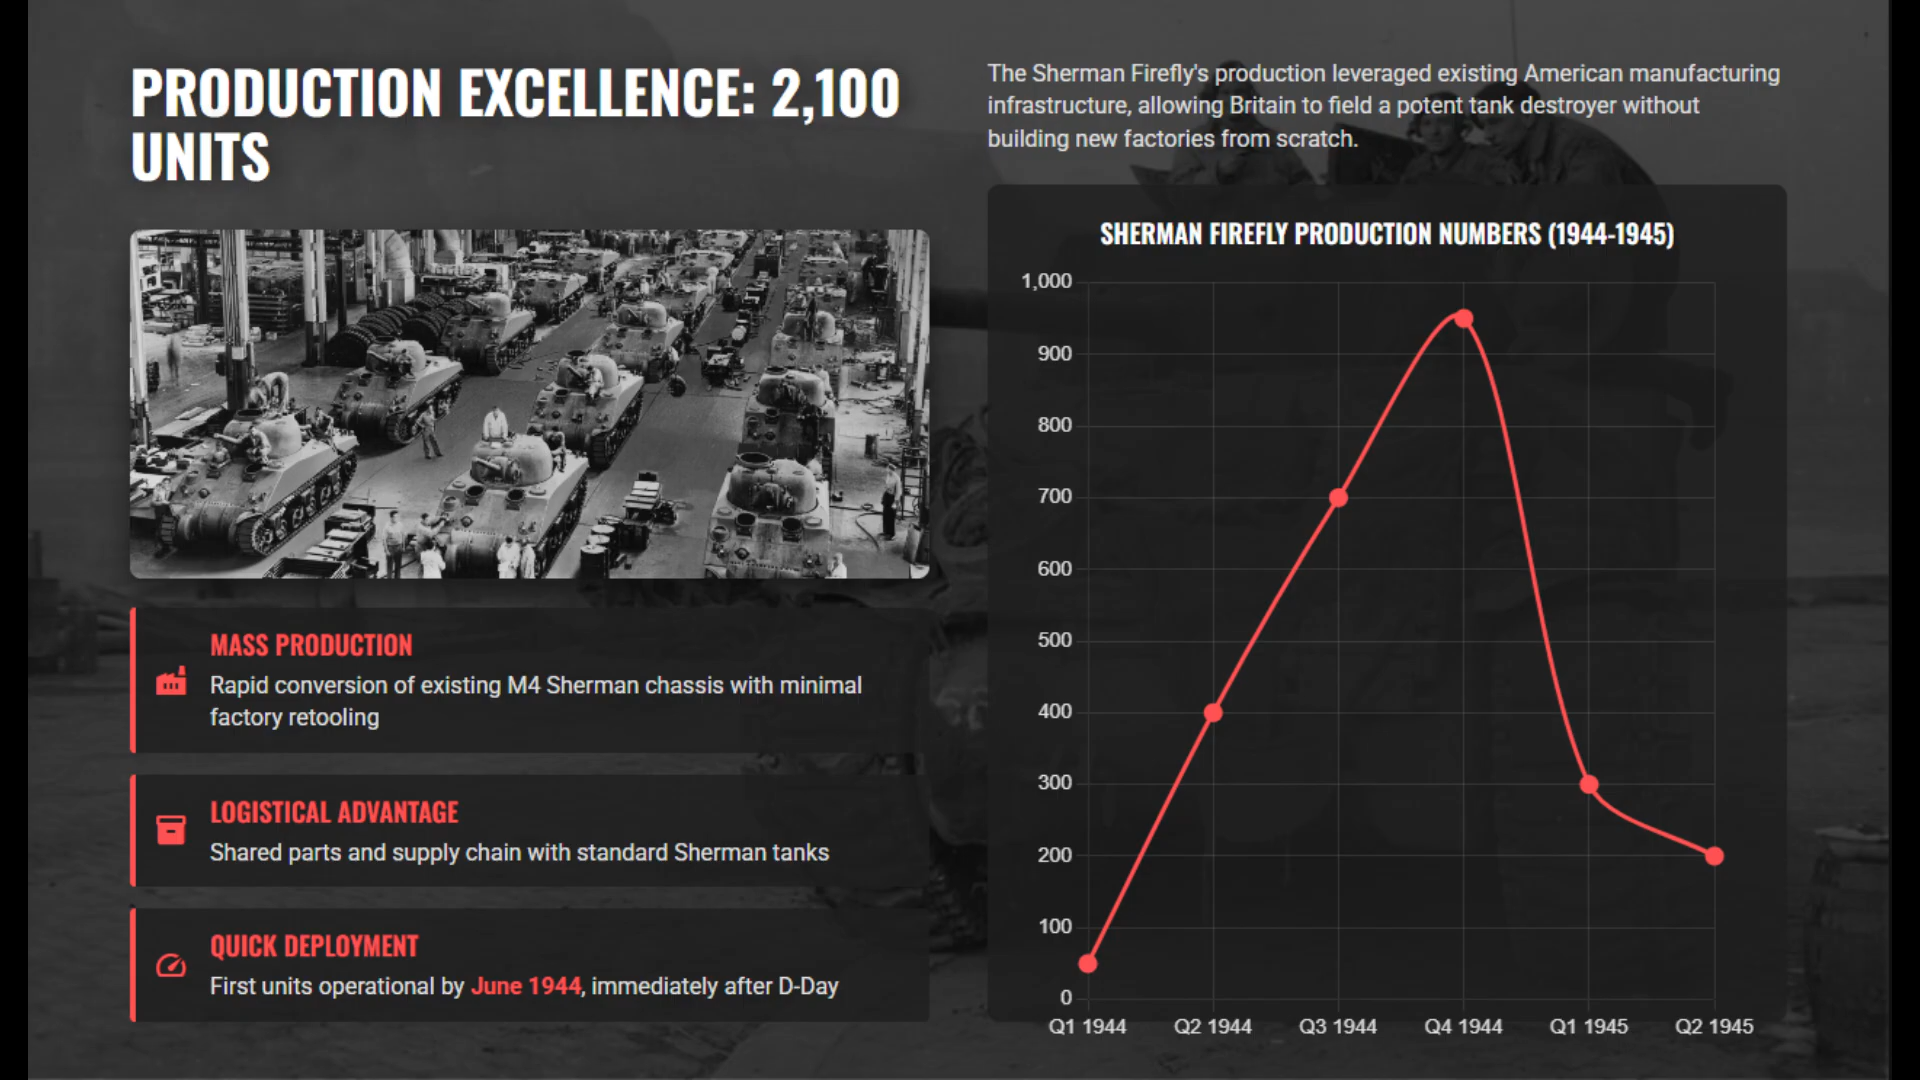 PRODUCTION EXCELLENCE: 2,100
UNITS
MASS PRODUCTION
Rapid conversion of existing M4 Sherman chassis with minimal
factory retooling
LOGISTICAL ADVANTAGE
Shared parts and supply chain with standard Sherman tanks
QUICK DEPLOYMENT
First units operational by June 1944, immediately after D-Day
The Sherman Firefly's production leveraged existing American manufacturing
infrastructure, allowing Britain to field a potent tank destroyer without
building new factories from scratch.
SHERMAN FIREFLY PRODUCTION NUMBERS (1944-1945)
1,000
900
800
700
600
500
400
300
200
100
0
Q1 1944 Q2 1944 Q3 1944 Q4 1944 Q1 1945 Q2 1945